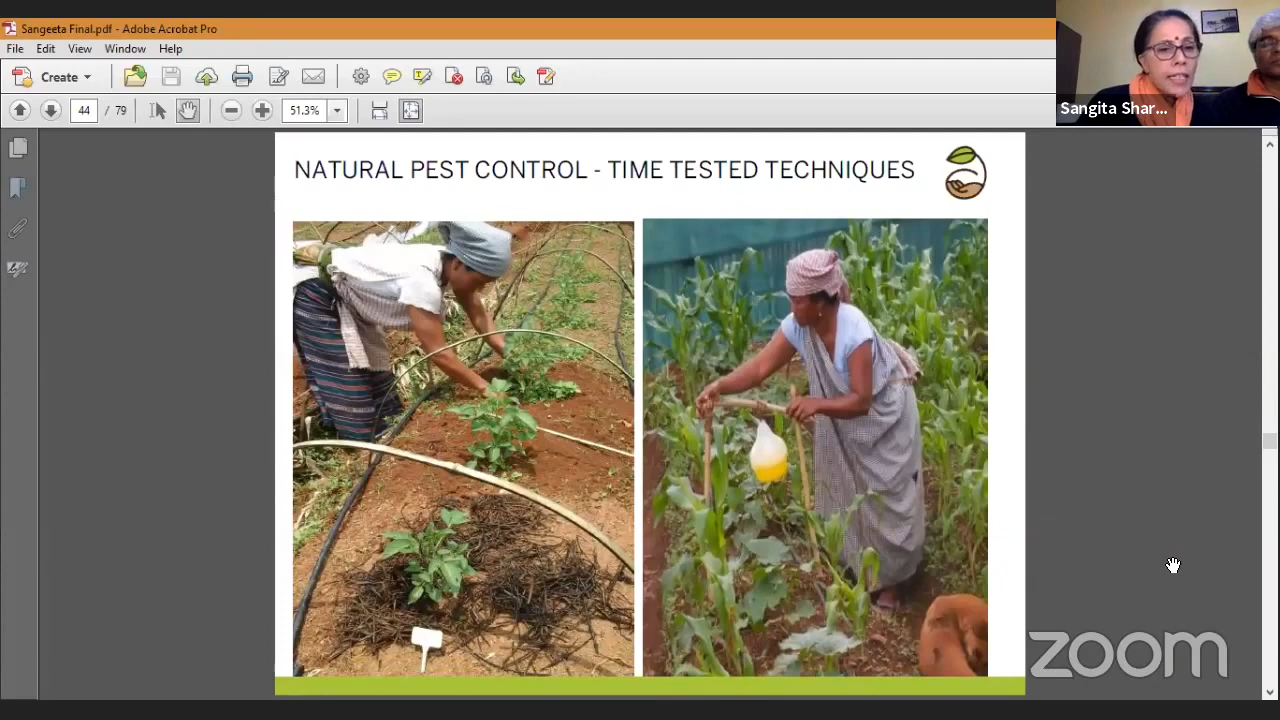 Sangeeta Final.pdf - Adobe Acrobat Pro
File Edit View Window Help
Create
44 / 79 51.3%
Sangita Shar...
NATURAL PEST CONTROL - TIME TESTED TECHNIQUES
zoom